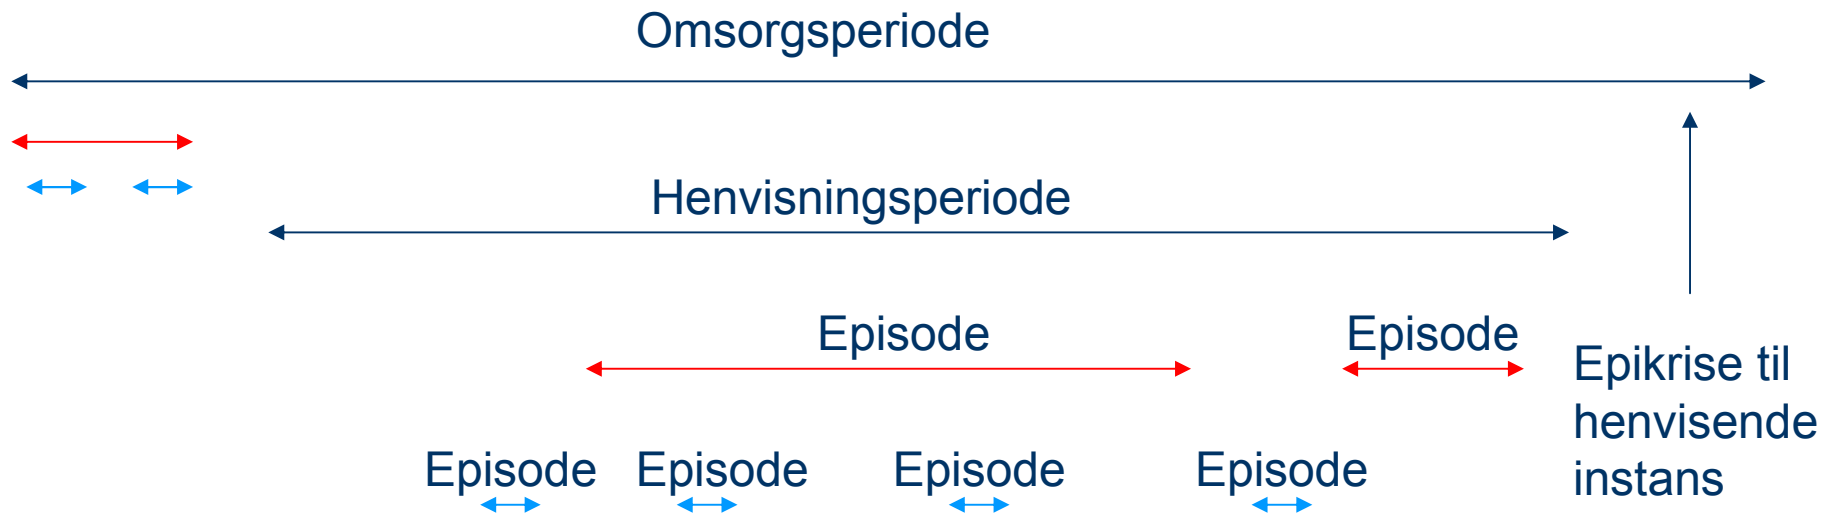 Omsorgsperiode
Henvisningsperiode
Episode
Episode
Epikrise til
henvisende
instans
Episode
Episode
Episode
Episode